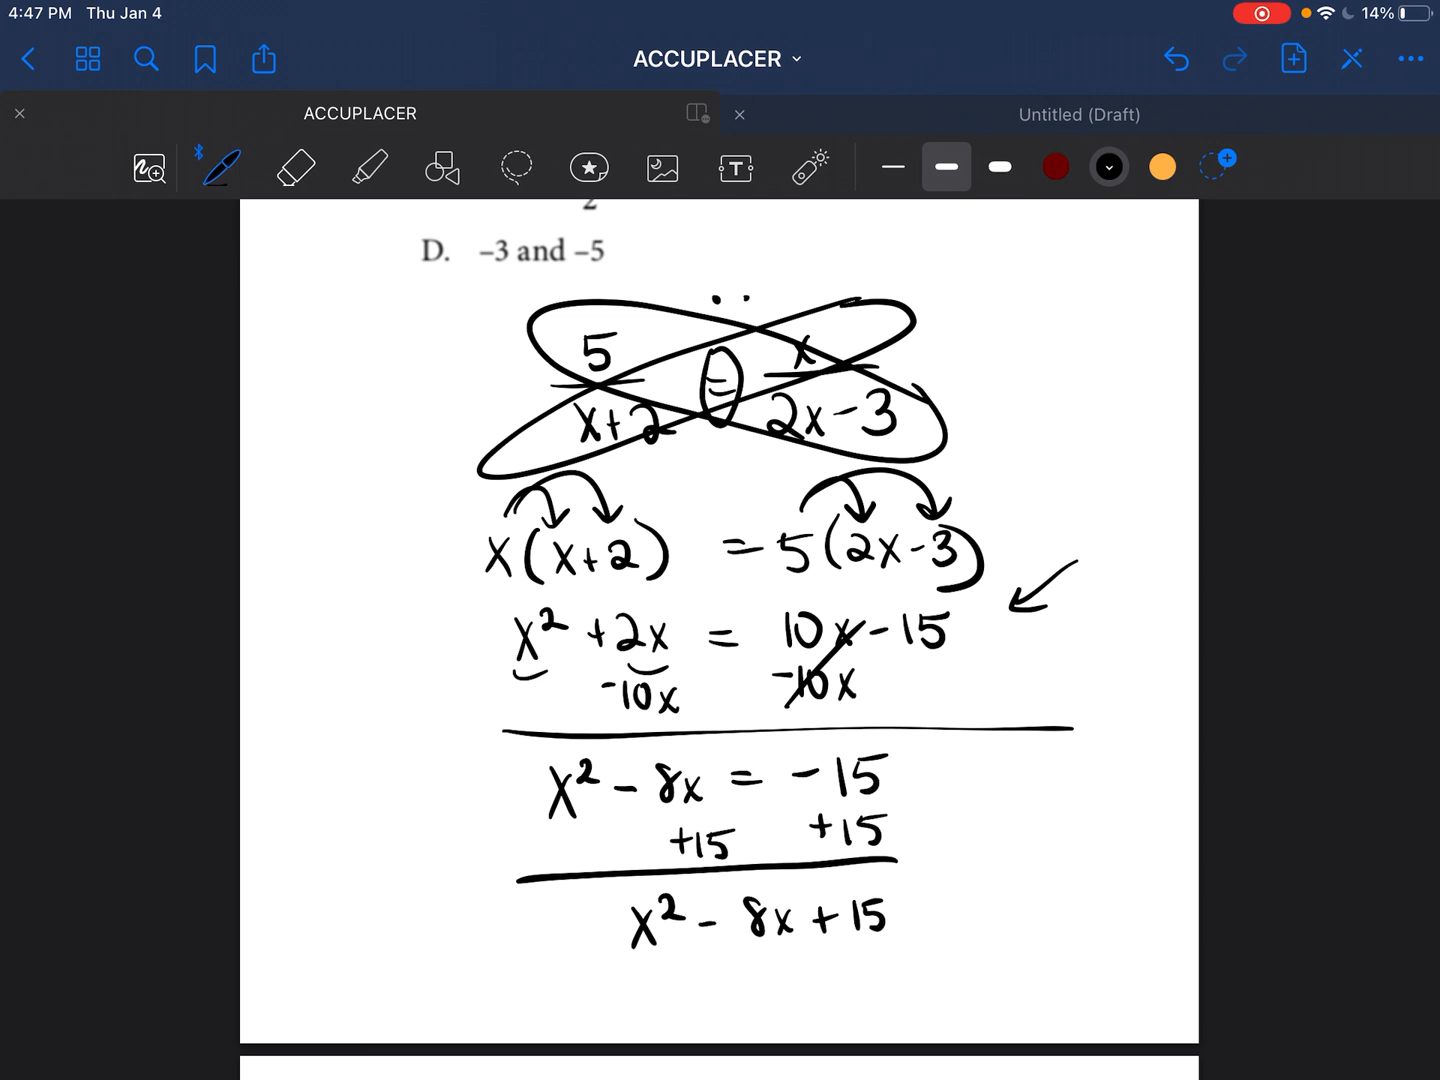 4:47 PM Thu Jan 4
14%
ACCUPLACER
ACCUPLACER
Untitled (Draft)
T
2
D. –3 and –5
5 x
=
x+2 2x-3
x(x+2) = 5(2x-3)
x² +2x = 10x-15
-10x -10x
x² - 8x = -15
+15 +15
x² - 8x + 15